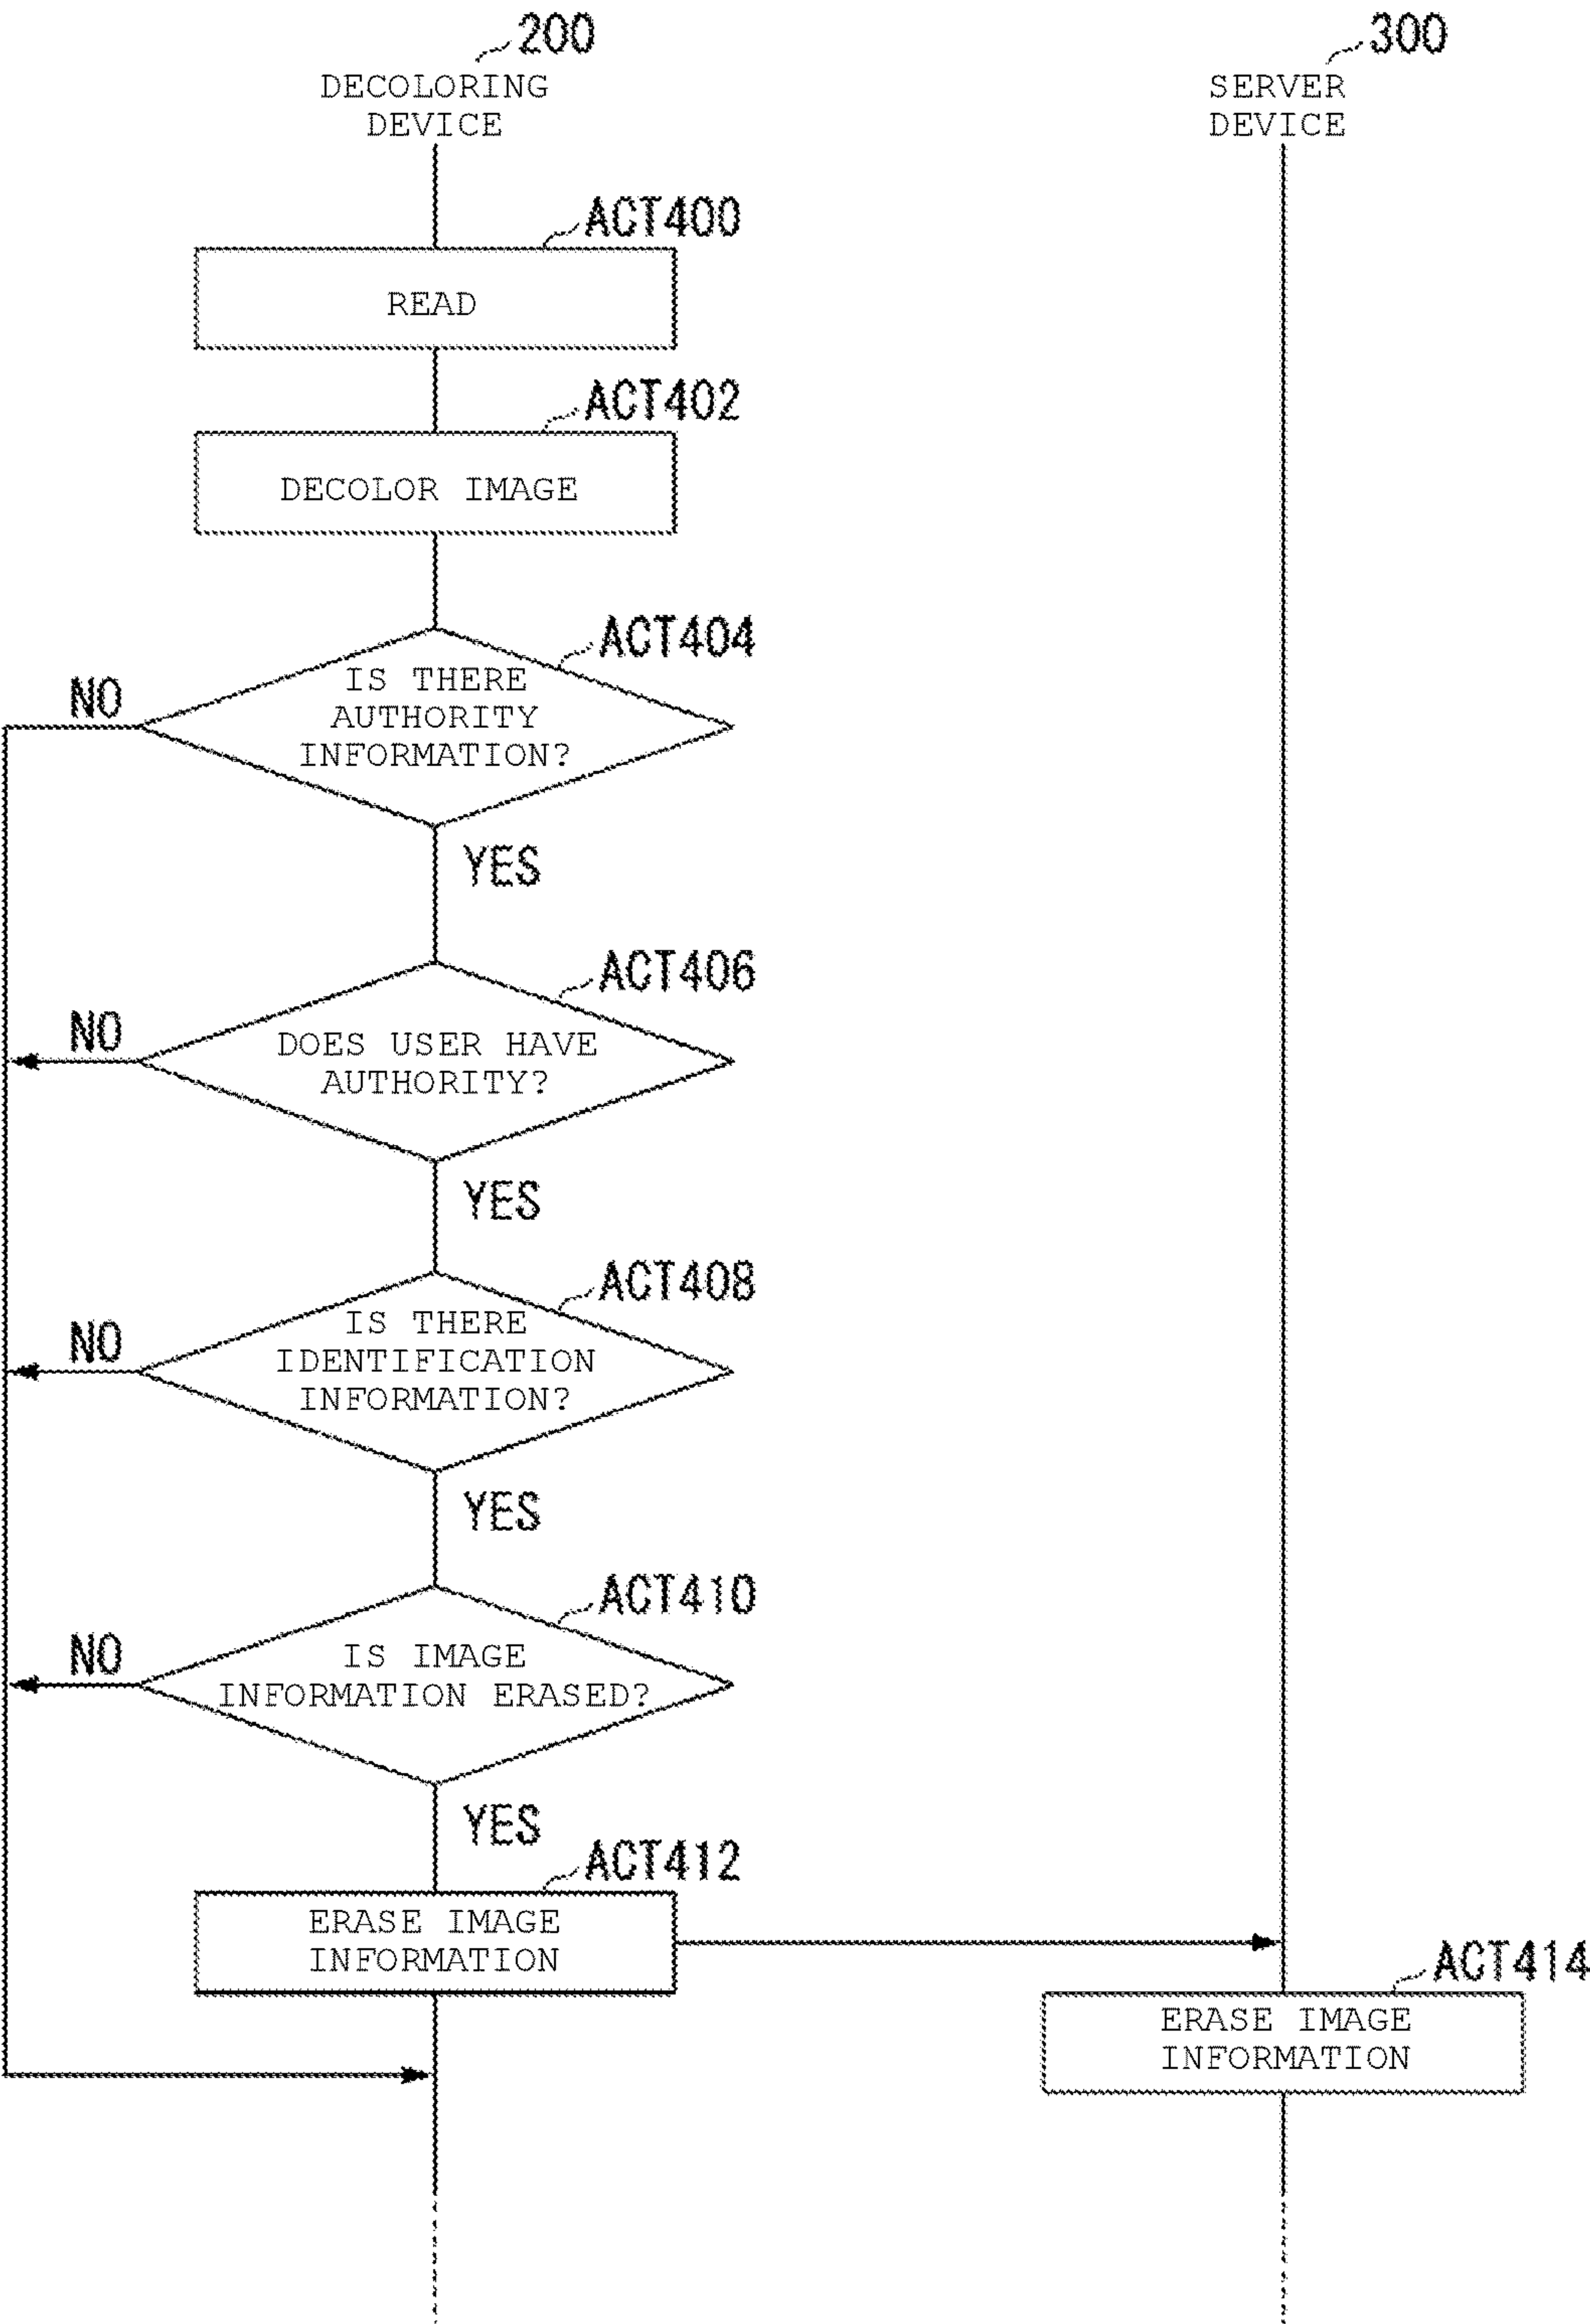 200
DECOLORING
DEVICE
300
SERVER
DEVICE
ACT400
READ
ACT402
DECOLOR IMAGE
ACT404
IS THERE
AUTHORITY
INFORMATION?
NO
YES
ACT406
DOES USER HAVE
AUTHORITY?
NO
YES
ACT408
IS THERE
IDENTIFICATION
INFORMATION?
NO
YES
ACT410
IS IMAGE
INFORMATION ERASED?
NO
YES
ACT412
ERASE IMAGE
INFORMATION
ACT414
ERASE IMAGE
INFORMATION